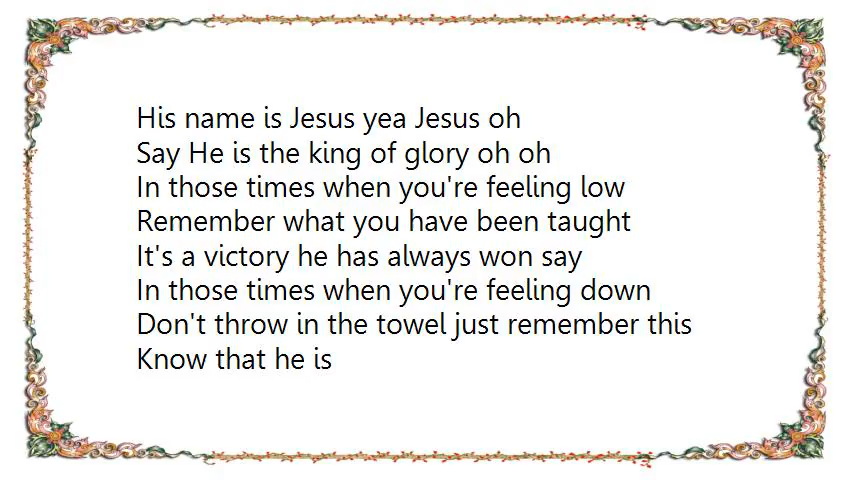 His name is Jesus yea Jesus oh
Say He is the king of glory oh oh
In those times when you're feeling low
Remember what you have been taught
It's a victory he has always won say
In those times when you're feeling down
Don't throw in the towel just remember this
Know that he is